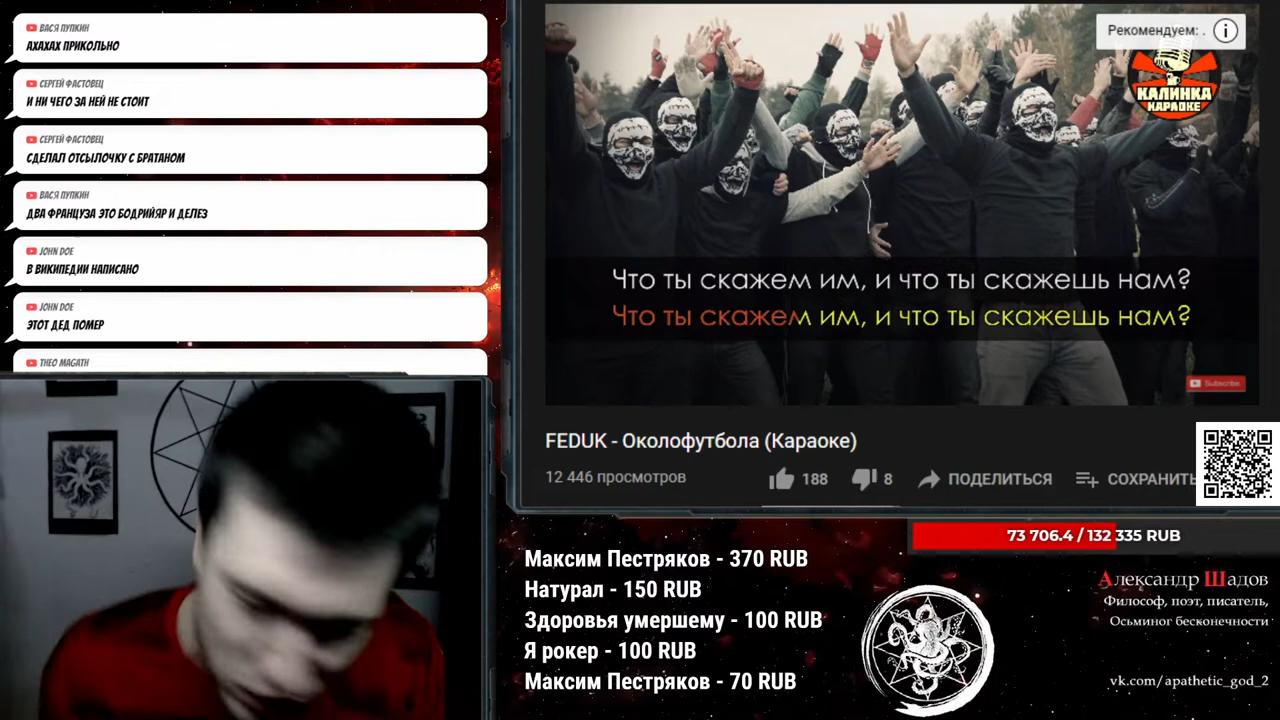 ВАСЯ ПУПКИН
АХАХАХ ПРИКОЛЬНО
СЕРГЕЙ ФАСТОВЕЦ
И НИ ЧЕГО ЗА НЕЙ НЕ СТОИТ
СЕРГЕЙ ФАСТОВЕЦ
СДЕЛАЛ ОТСЫЛОЧКУ С БРАТАНОМ
ВАСЯ ПУПКИН
ДВА ФРАНЦУЗА ЭТО БОДРИЙЯР И ДЕЛЕЗ
JOHN DOE
В ВИКИПЕДИИ НАПИСАНО
JOHN DOE
ЭТОТ ДЕД ПОМЕР
THEO MAGATH
Рекомендуем: .
КАЛИНКА
КАРАОКЕ
Что ты скажем им, и что ты скажешь нам?
Что ты скажем им, и что ты скажешь нам?
Subscribe
FEDUK - Околофутбола (Караоке)
12 446 просмотров
188
8
ПОДЕЛИТЬСЯ
СОХРАНИТЬ
73 706.4 / 132 335 RUB
Максим Пестряков - 370 RUB
Натурал - 150 RUB
Здоровья умершему - 100 RUB
Я рокер - 100 RUB
Максим Пестряков - 70 RUB
Александр Шадов
Философ, поэт, писатель,
Осьминог бесконечности
vk.com/apathetic_god_2